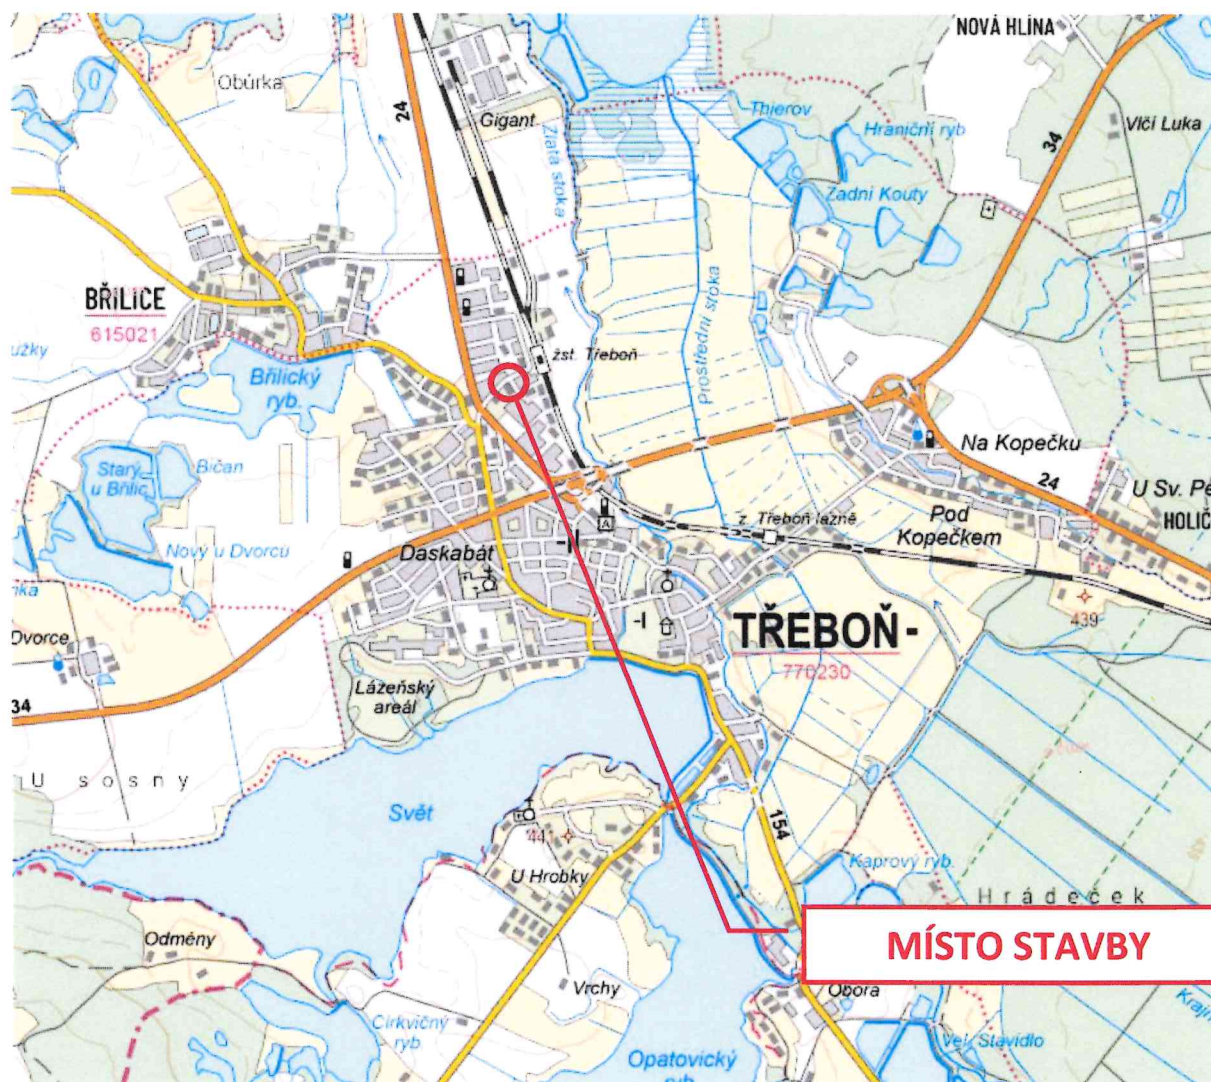 NOVÁ HLÍNA
Obůrka
24
Gigant
Zlatá stoka
Thierov
Hraniční ryb
34
Vlčí Luka
Zadní Kouty
BŘILICE
615021
Prostřední stoka
žst. Třeboň
Břilický
ryb.
Na Kopečku
Starý
u Břilic
Bičan
24
U Sv. Pe
HOLIČ
Pod
Kopečkem
z. Třeboň lázně
Nový u Dvorců
Daskabát
-II
A
Dvorce
-I
TŘEBOŇ-
770230
439
34
Lázeňský
areál
U sosny
Svět
441
154
U Hrobky
Kaprový ryb.
Hrádeček
MÍSTO STAVBY
Odmény
Vrchy
Obora
Církvičný
ryb
Vel. Stavidlo
Opatovický
ryb